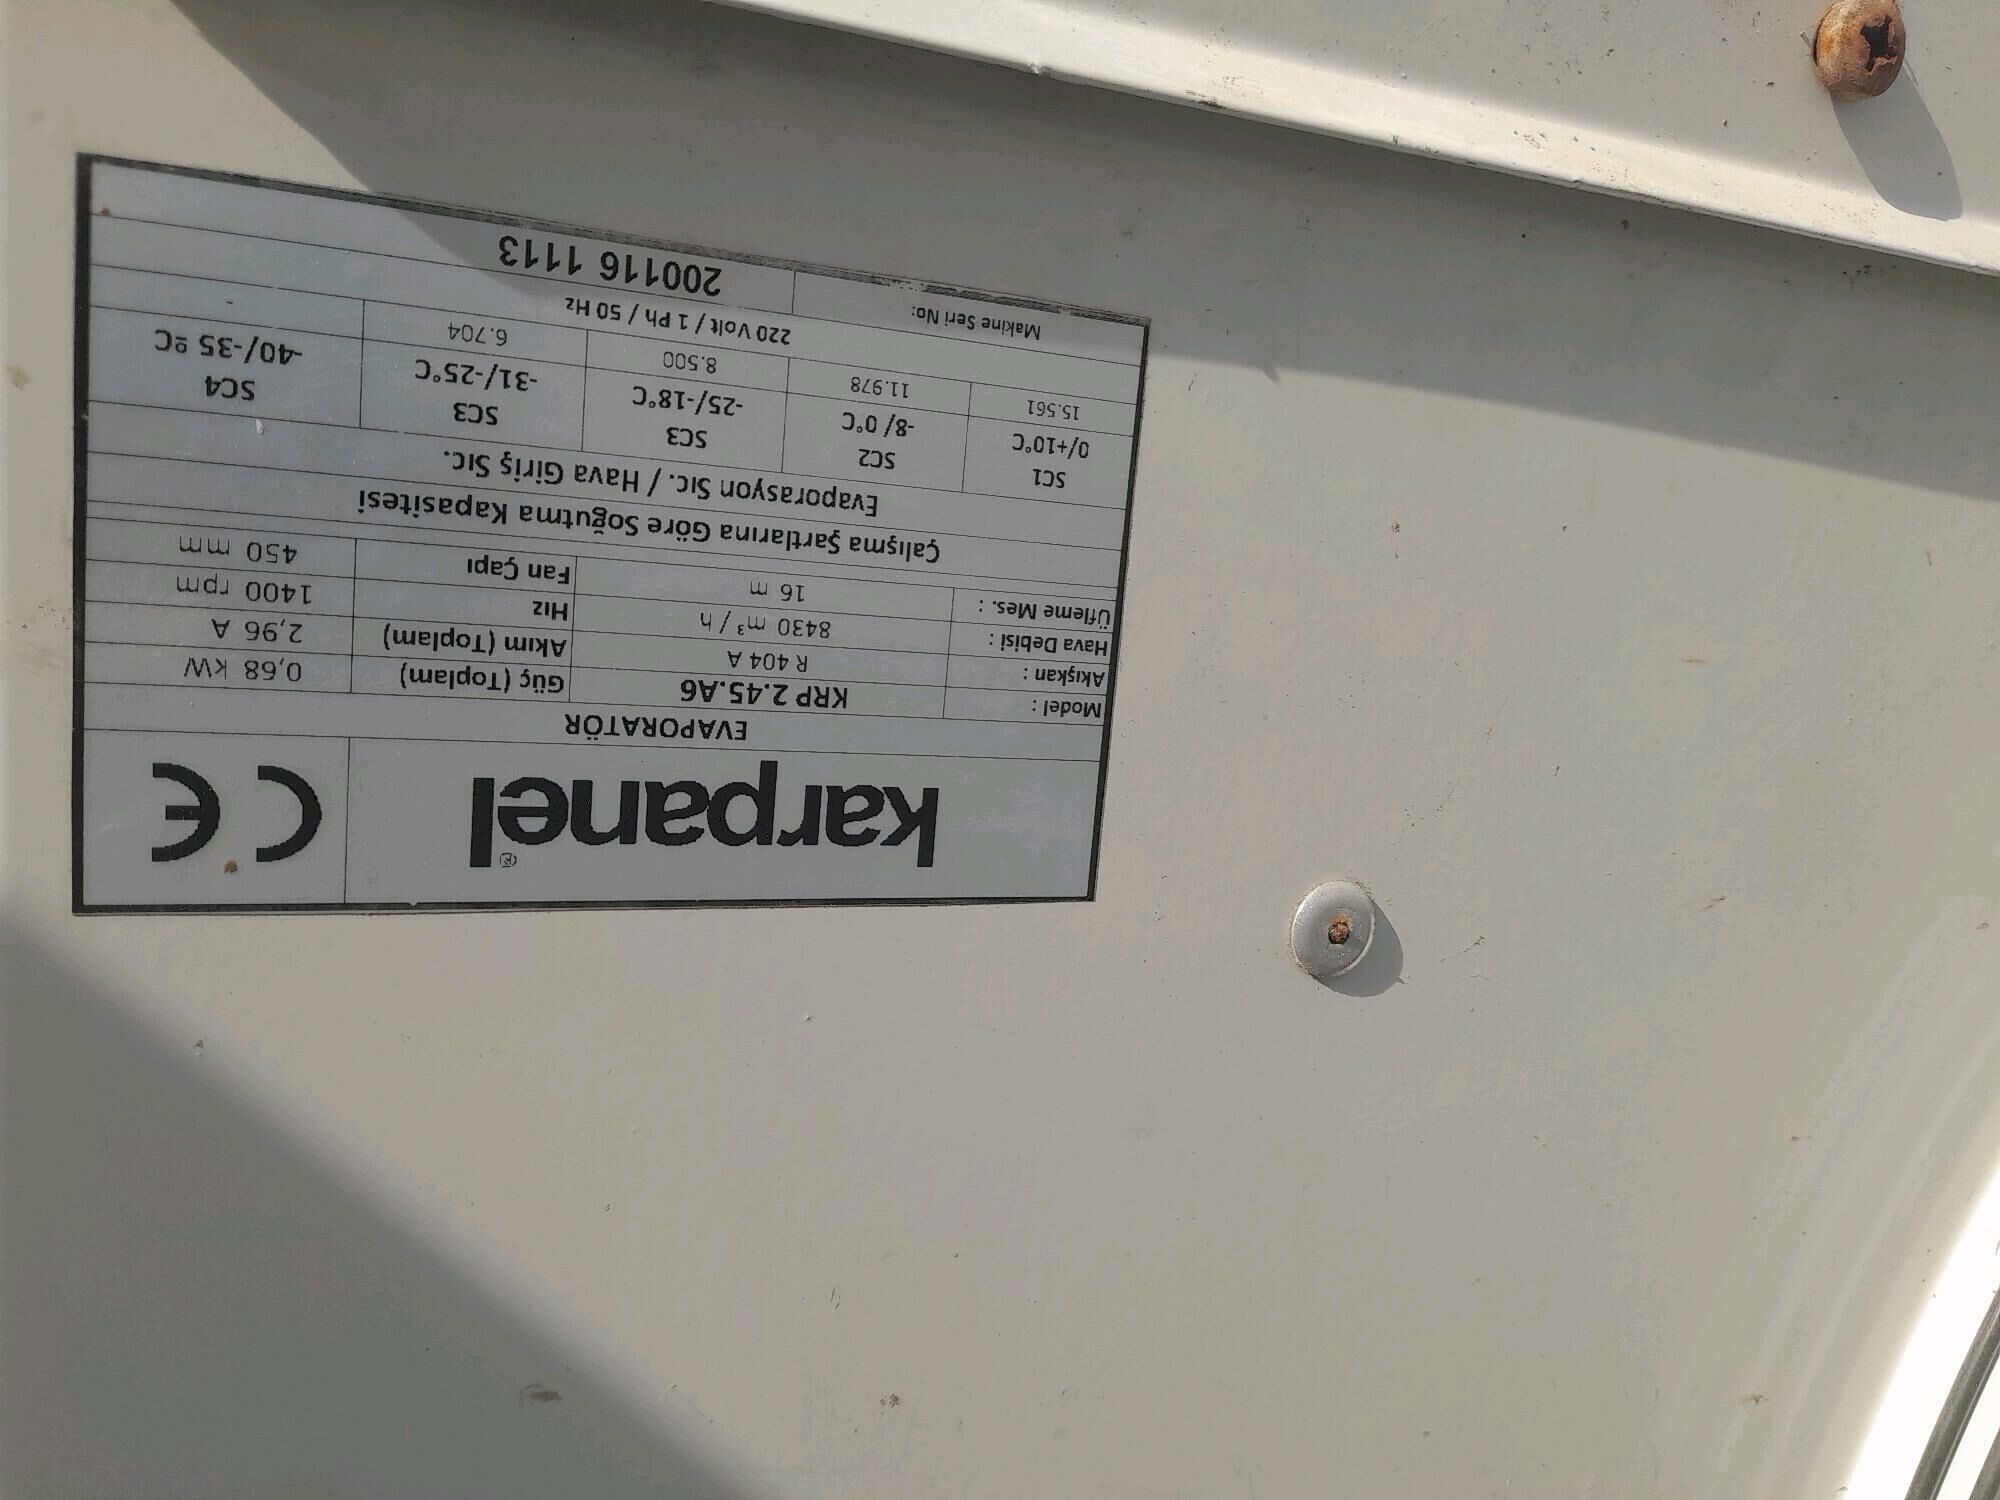 karpanel®
CE
EVAPORATÖR
Model : KRP 2.45.A6 Güç (Toplam) 0,68 kW
Akışkan : R 404 A Akım (Toplam) 2,96 A
Hava Debisi : 8430 m³ / h Hız 1400 rpm
Üfleme Mes. : 16 m Fan Çapı 450 mm
Çalışma Şartlarına Göre Soğutma Kapasitesi
Evaporasyon Sıc. / Hava Giriş Sıc.
SC1 SC2 SC3 SC3 SC4
0/+10°C -8/ 0°C -25/-18°C -31/-25°C -40/-35 ºC
15.561 11.978 8.500 6.704 -
220 Volt / 1 Ph / 50 Hz
Makine Seri No: 200116 1113